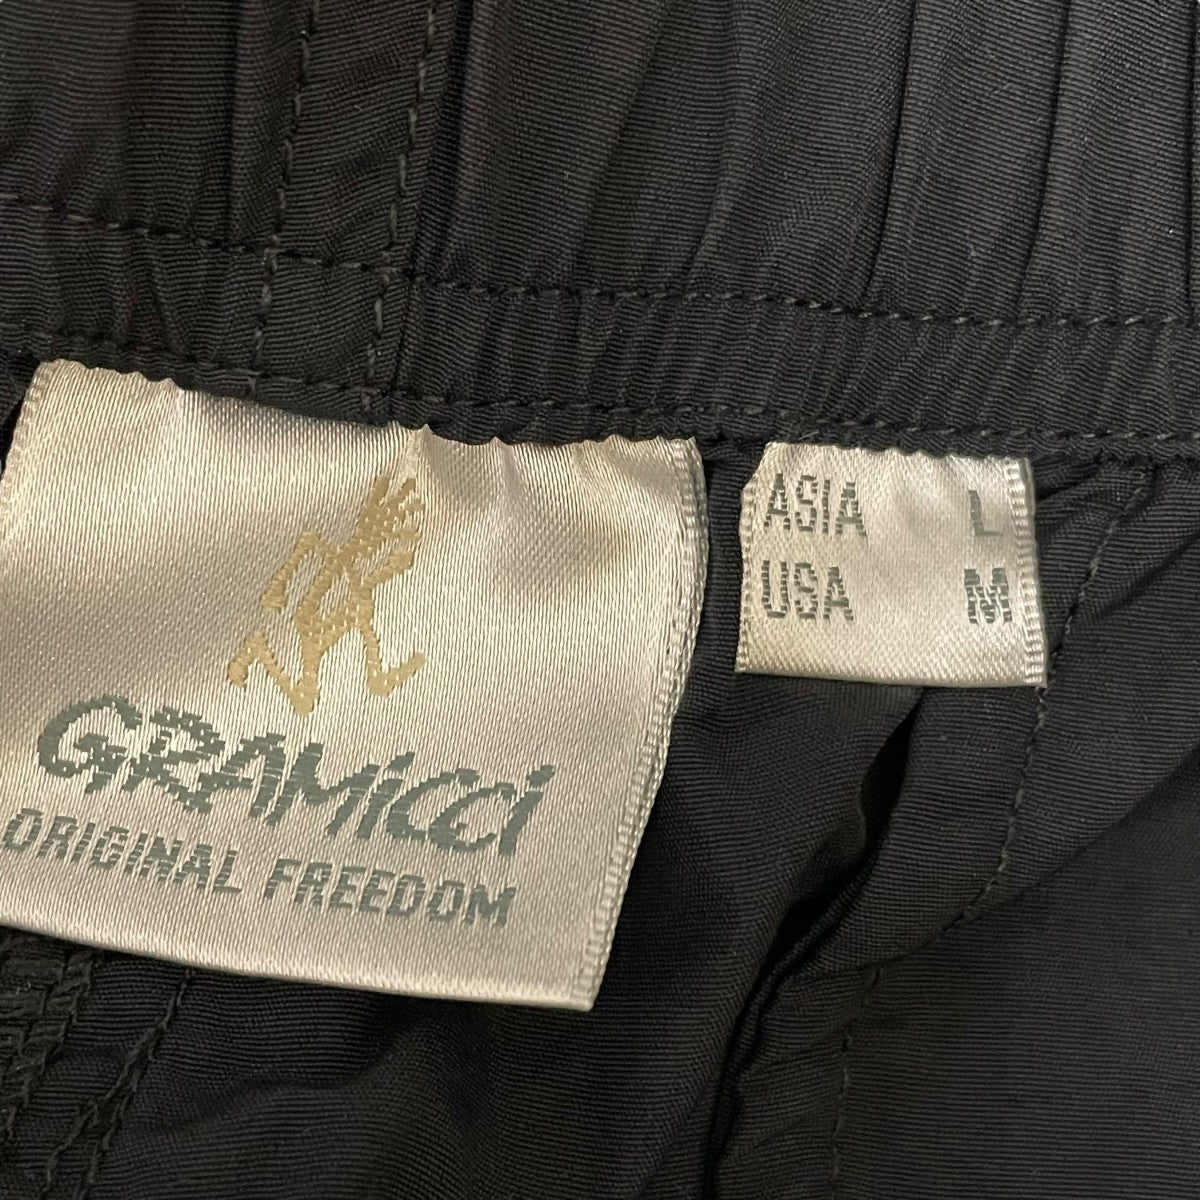 GRAMicci
ORIGINAL FREEDOM
ASIA L
USA M